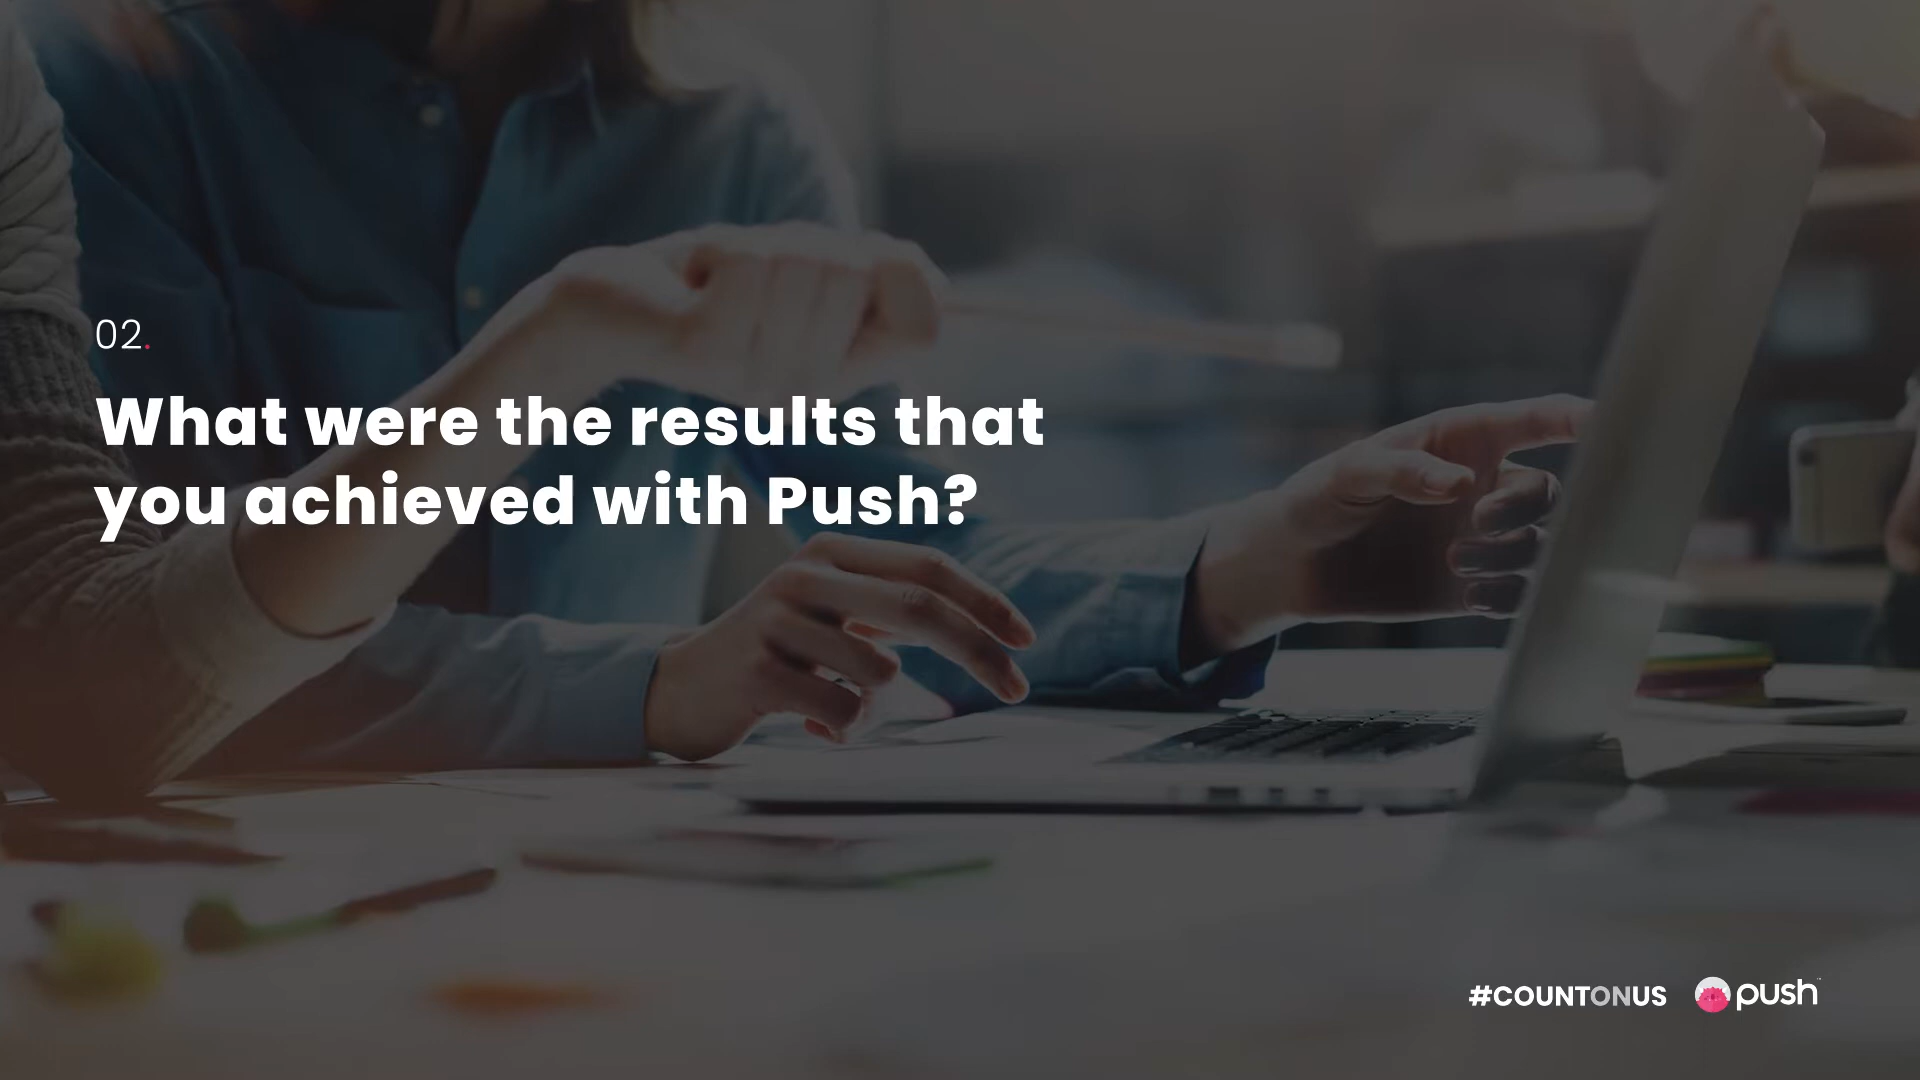 02.
What were the results that
you achieved with Push?
#COUNTONUS push